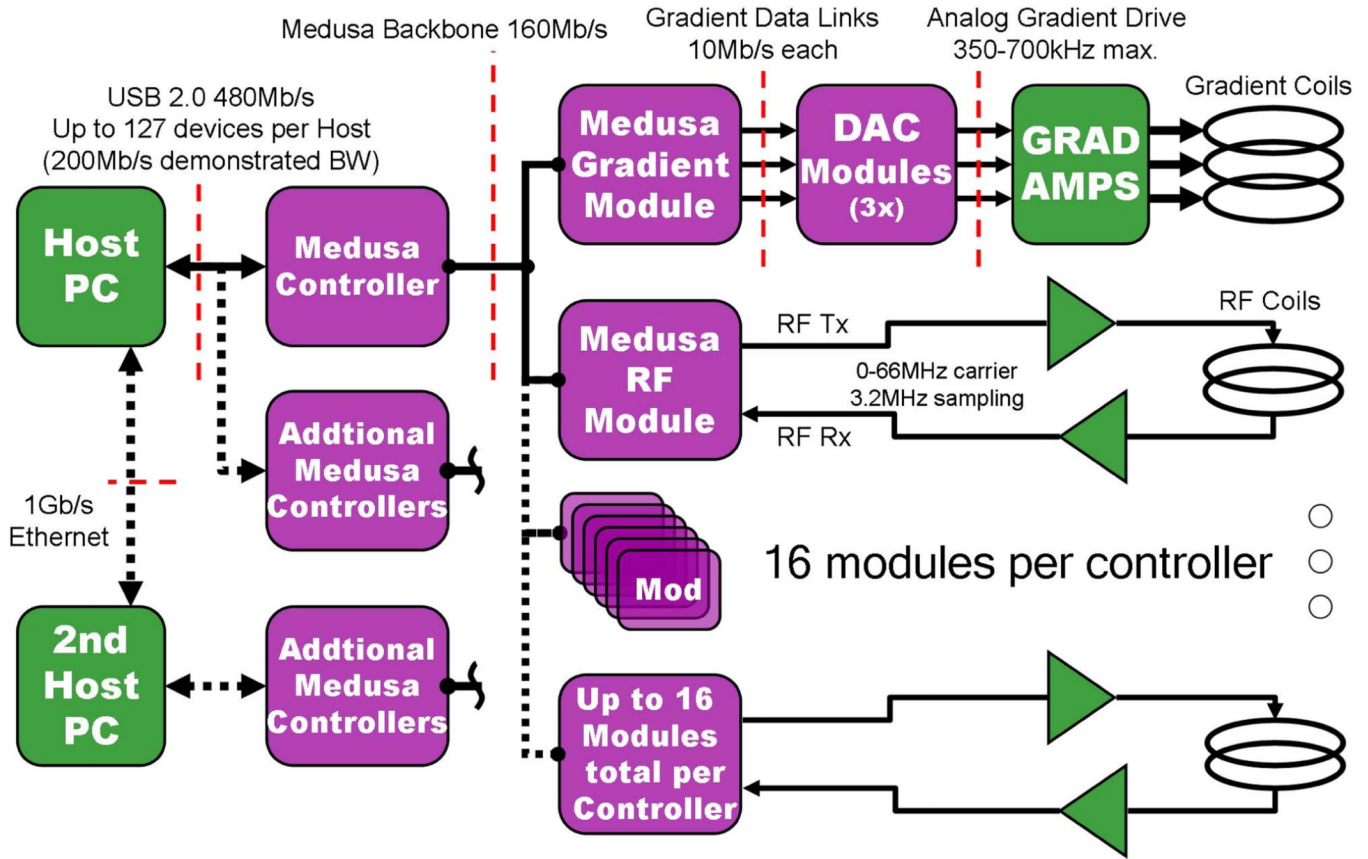 Medusa Backbone 160Mb/s
Gradient Data Links
10Mb/s each
Analog Gradient Drive
350-700kHz max.
Gradient Coils
USB 2.0 480Mb/s
Up to 127 devices per Host
(200Mb/s demonstrated BW)
Host
PC
Medusa
Controller
Medusa
Gradient
Module
DAC
Modules
(3x)
GRAD
AMPS
Medusa
RF
Module
RF Tx
0-66MHz carrier
3.2MHz sampling
RF Rx
RF Coils
Addtional
Medusa
Controllers
1Gb/s
Ethernet
Mod
16 modules per controller
2nd
Host
PC
Addtional
Medusa
Controllers
Up to 16
Modules
total per
Controller